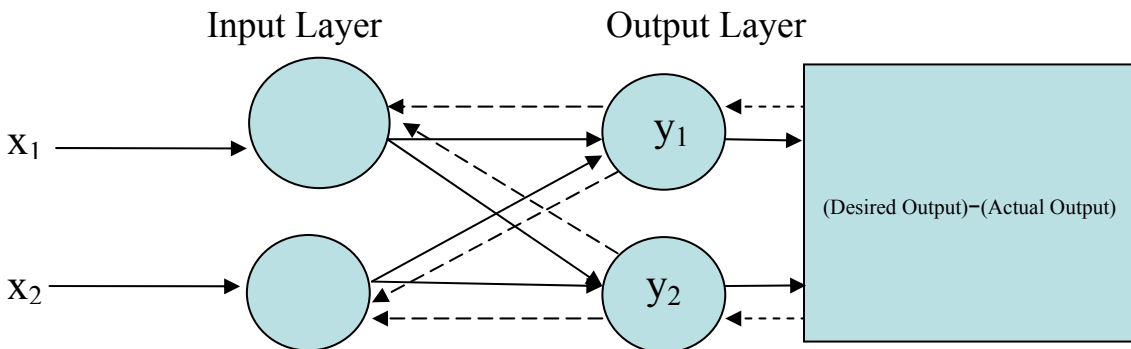 Input Layer
Output Layer
x₁
y₁
(Desired Output)−(Actual Output)
x₂
y₂